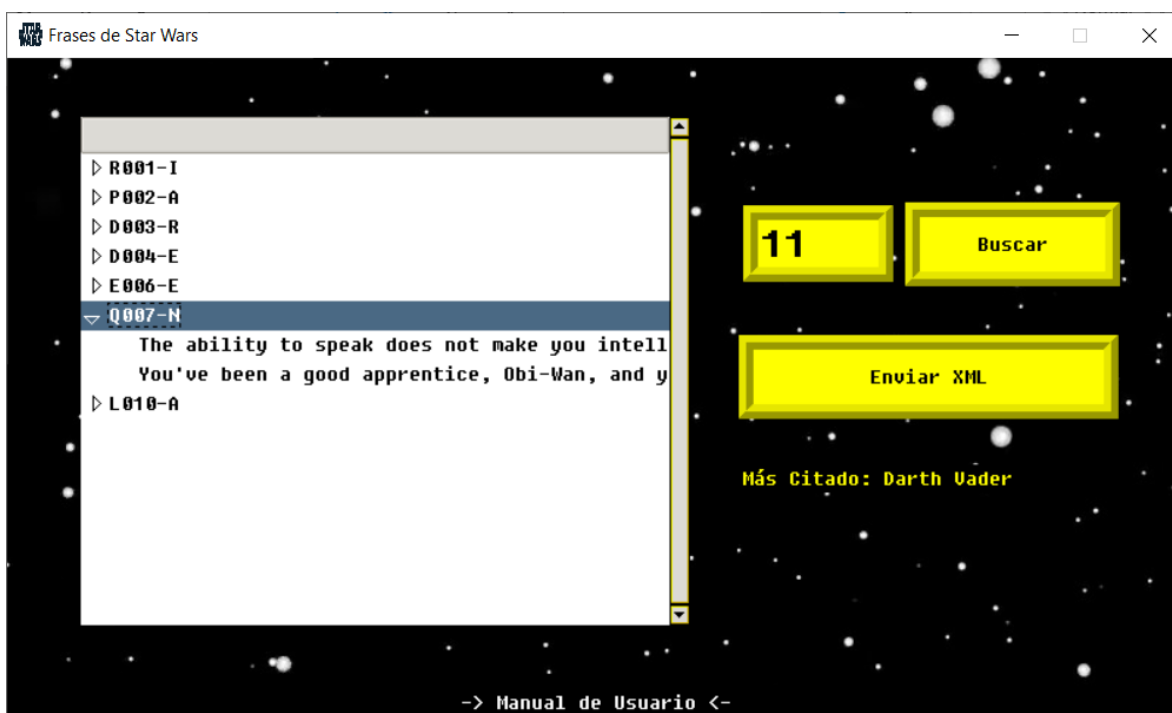 STAR WARS Frases de Star Wars
R001-I
P002-A
D003-R
D004-E
E006-E
Q007-N
The ability to speak does not make you intell
You've been a good apprentice, Obi-Wan, and y
L010-A
11
Buscar
Enviar XML
Más Citado: Darth Vader
-> Manual de Usuario <-